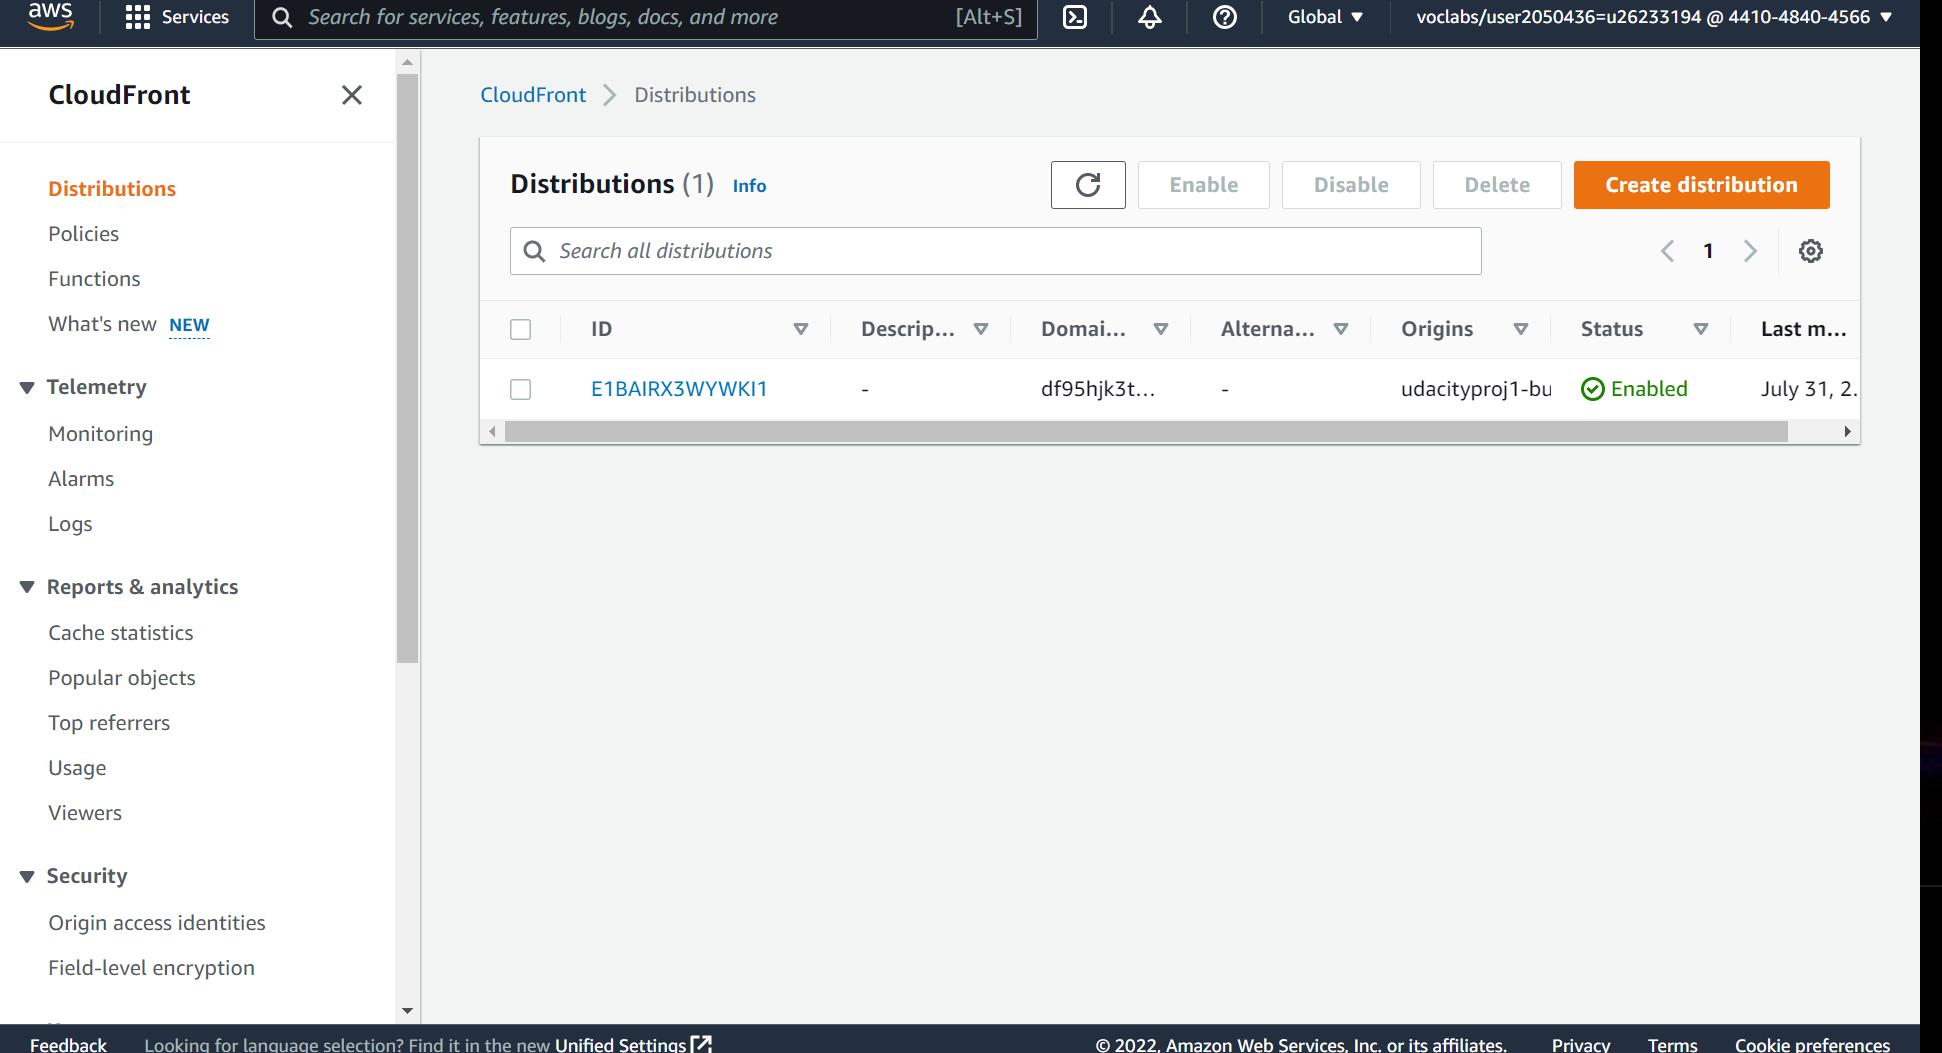 aws
Services
Search for services, features, blogs, docs, and more
[Alt+S]
Global
voclabs/user2050436=u26233194 @ 4410-4840-4566
CloudFront
Distributions
Policies
Functions
What's new NEW
Telemetry
Monitoring
Alarms
Logs
Reports & analytics
Cache statistics
Popular objects
Top referrers
Usage
Viewers
Security
Origin access identities
Field-level encryption
CloudFront
Distributions
Distributions (1) Info
Enable
Disable
Delete
Create distribution
Search all distributions
1
ID
Descrip...
Domai...
Alterna...
Origins
Status
Last m...
E1BAIRX3WYWKI1
-
df95hjk3t...
-
udacityproj1-bu
Enabled
July 31, 2.
Feedback
Looking for language selection? Find it in the new Unified Settings
© 2022, Amazon Web Services, Inc. or its affiliates.
Privacy
Terms
Cookie preferences